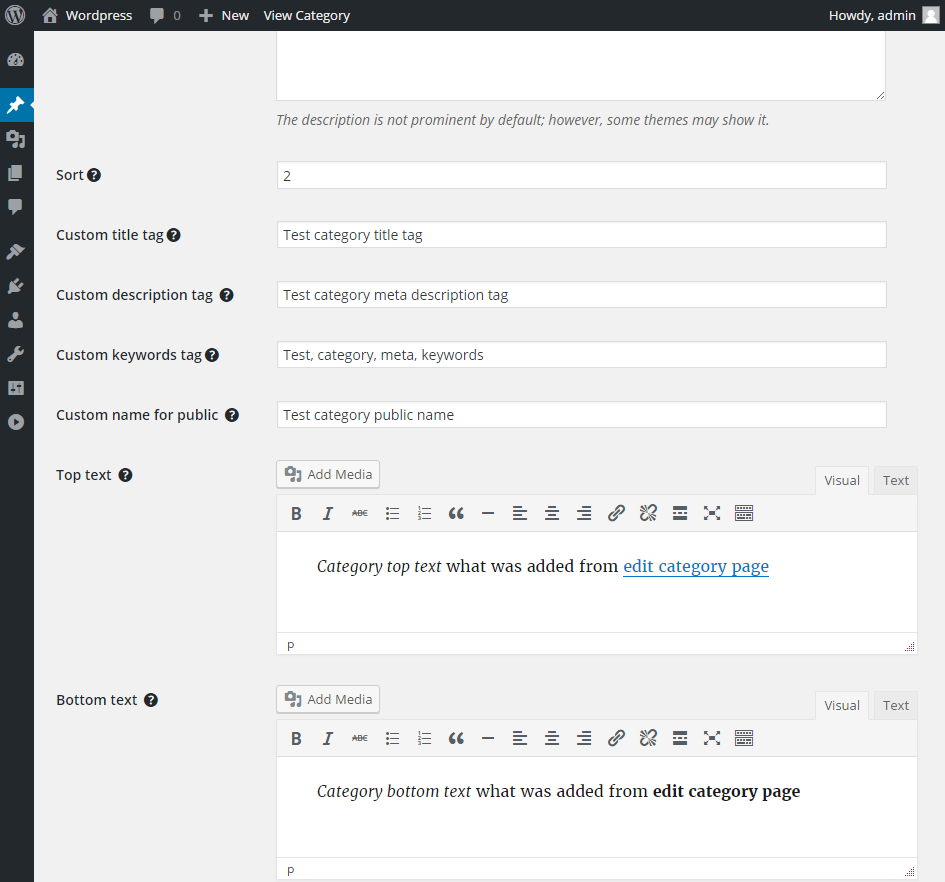 Wordpress 0 New View Category Howdy, admin
The description is not prominent by default; however, some themes may show it.
Sort ? 2
Custom title tag ? Test category title tag
Custom description tag ? Test category meta description tag
Custom keywords tag ? Test, category, meta, keywords
Custom name for public ? Test category public name
Top text ? Add Media Visual Text
B I ABC
Category top text what was added from edit category page
p
Bottom text ? Add Media Visual Text
B I ABC
Category bottom text what was added from edit category page
p